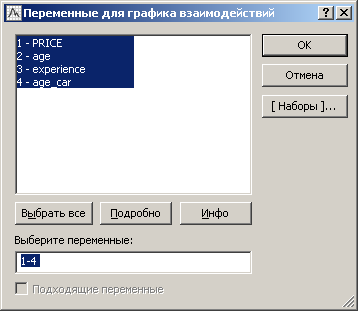 Переменные для графика взаимодействий
1 - PRICE
2 - age
3 - experience
4 - age_car
OK
Отмена
[ Наборы ]...
Выбрать все
Подробно
Инфо
Выберите переменные:
1-4
Подходящие переменные